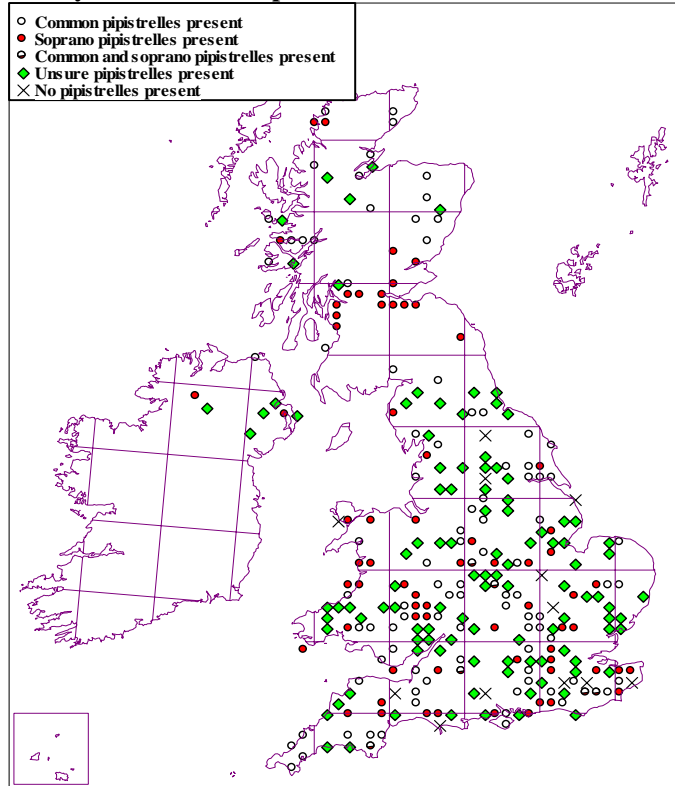 Common pipistrelles present
Soprano pipistrelles present
Common and soprano pipistrelles present
Unsure pipistrelles present
No pipistrelles present